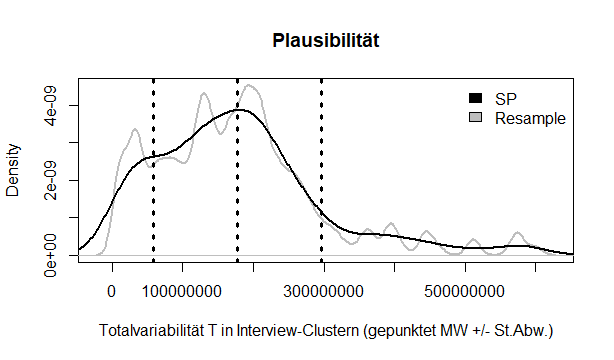 Plausibilität
SP
Resample
Density
0e+00
2e-09
4e-09
0
100000000
300000000
500000000
Totalvariabilität T in Interview-Clustern (gepunktet MW +/- St.Abw.)